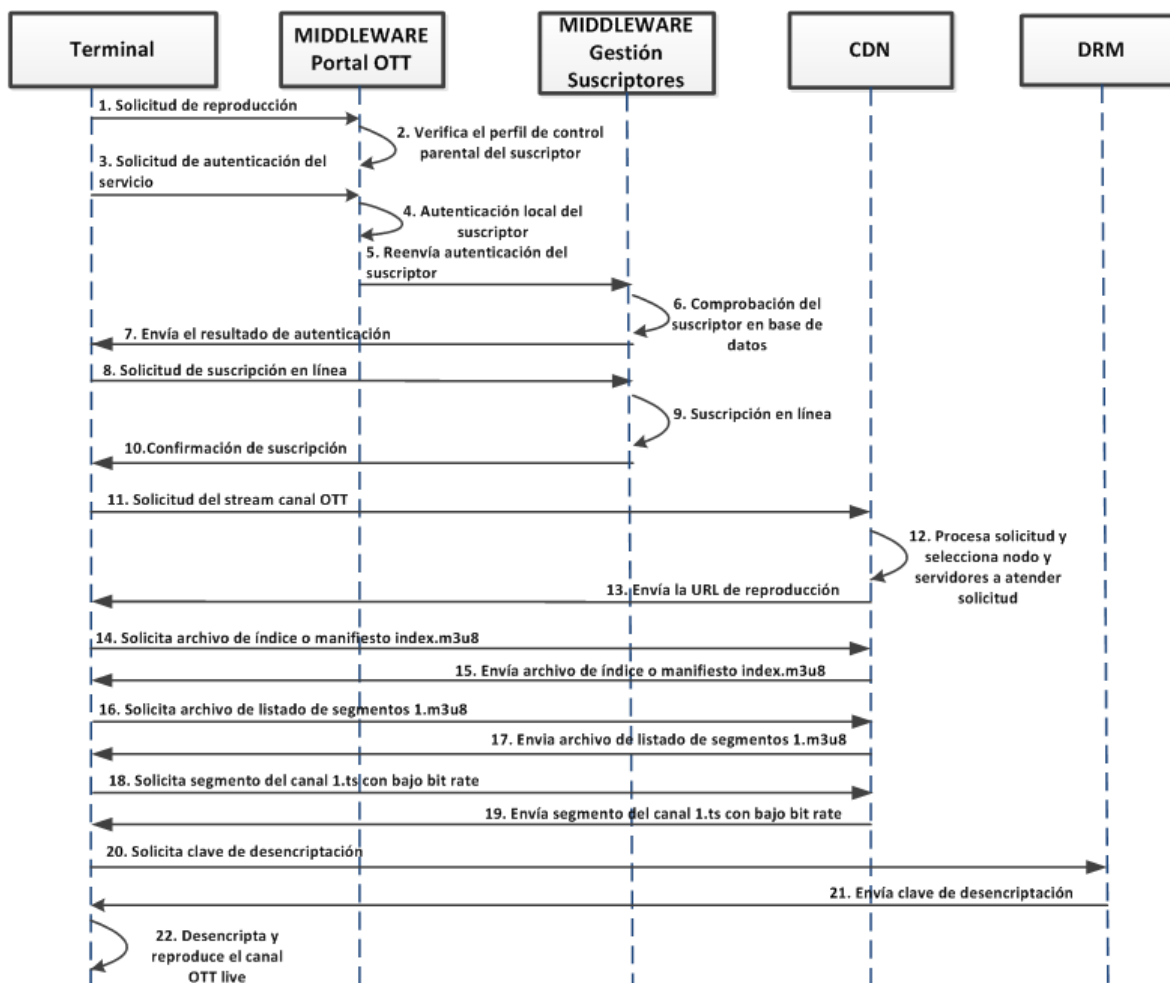 Terminal
MIDDLEWARE
Portal OTT
MIDDLEWARE
Gestión
Suscriptores
CDN
DRM
1. Solicitud de reproducción
2. Verifica el perfil de control
parental del suscriptor
3. Solicitud de autenticación del
servicio
4. Autenticación local del
suscriptor
5. Reenvía autenticación del
suscriptor
6. Comprobación del
suscriptor en base de
datos
7. Envía el resultado de autenticación
8. Solicitud de suscripción en línea
9. Suscripción en línea
10.Confirmación de suscripción
11. Solicitud del stream canal OTT
12. Procesa solicitud y
selecciona nodo y
servidores a atender
solicitud
13. Envía la URL de reproducción
14. Solicita archivo de índice o manifiesto index.m3u8
15. Envía archivo de índice o manifiesto index.m3u8
16. Solicita archivo de listado de segmentos 1.m3u8
17. Envia archivo de listado de segmentos 1.m3u8
18. Solicita segmento del canal 1.ts con bajo bit rate
19. Envía segmento del canal 1.ts con bajo bit rate
20. Solicita clave de desencriptación
21. Envía clave de desencriptación
22. Desencripta y
reproduce el canal
OTT live